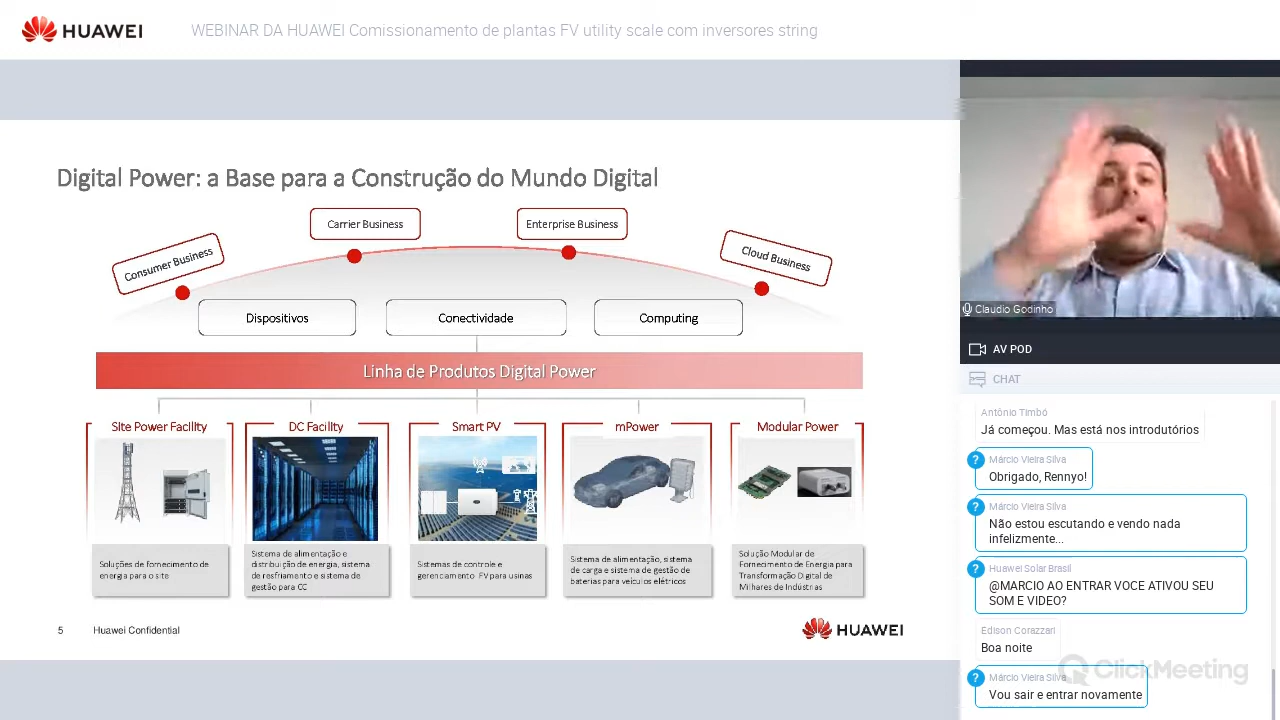 HUAWEI
WEBINAR DA HUAWEI Comissionamento de plantas FV utility scale com inversores string
Digital Power: a Base para a Construção do Mundo Digital
Consumer Business
Carrier Business
Enterprise Business
Cloud Business
Dispositivos
Conectividade
Computing
Linha de Produtos Digital Power
Site Power Facility
DC Facility
Smart PV
mPower
Modular Power
Soluções de fornecimento de
energia para o site
Sistema de alimentação e
distribuição de energia, sistema
de resfriamento e sistema de
gestão para CC
Sistemas de controle e
gerenciamento FV para usinas
Sistema de alimentação, sistema
de carga e sistema de gestão de
baterias para veículos elétricos
Solução Modular de
Fornecimento de Energia para
Transformação Digital de
Milhares de Indústrias
5
Huawei Confidential
HUAWEI
Claudio Godinho
AV POD
CHAT
Antônio Timbó
Já começou. Mas está nos introdutórios
?
Márcio Vieira Silva
Obrigado, Rennyo!
?
Márcio Vieira Silva
Não estou escutando e vendo nada
infelizmente...
?
Huawei Solar Brasil
@MARCIO AO ENTRAR VOCE ATIVOU SEU
SOM E VIDEO?
Edison Corazzari
Boa noite
ClickMeeting
?
Márcio Vieira Silva
Vou sair e entrar novamente